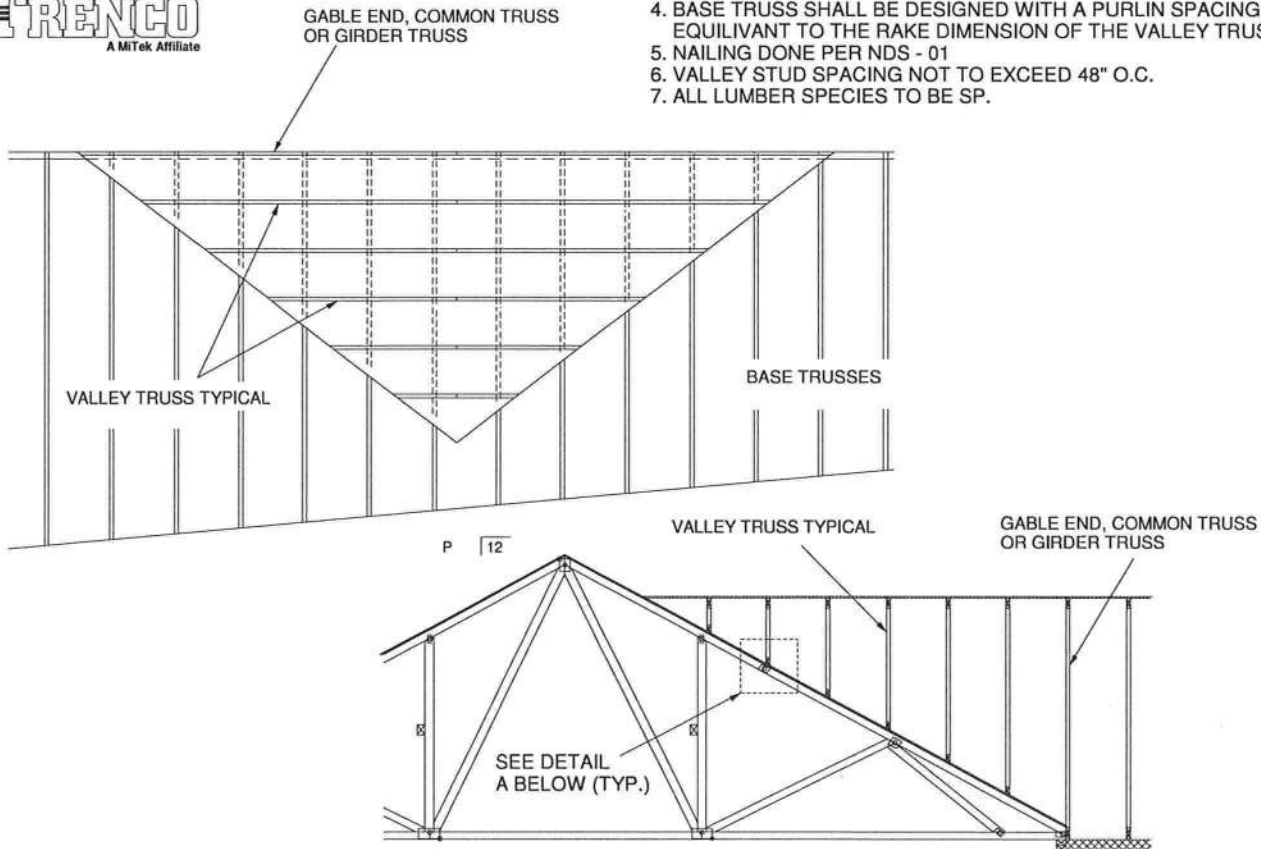 TRENCO
A MiTek Affiliate
GABLE END, COMMON TRUSS
OR GIRDER TRUSS
4. BASE TRUSS SHALL BE DESIGNED WITH A PURLIN SPACING
EQUILIVANT TO THE RAKE DIMENSION OF THE VALLEY
5. NAILING DONE PER NDS - 01
6. VALLEY STUD SPACING NOT TO EXCEED 48" O.C.
7. ALL LUMBER SPECIES TO BE SP.
VALLEY TRUSS TYPICAL
BASE TRUSSES
P 12
VALLEY TRUSS TYPICAL
GABLE END, COMMON TRUSS
OR GIRDER TRUSS
SEE DETAIL
A BELOW (TYP.)